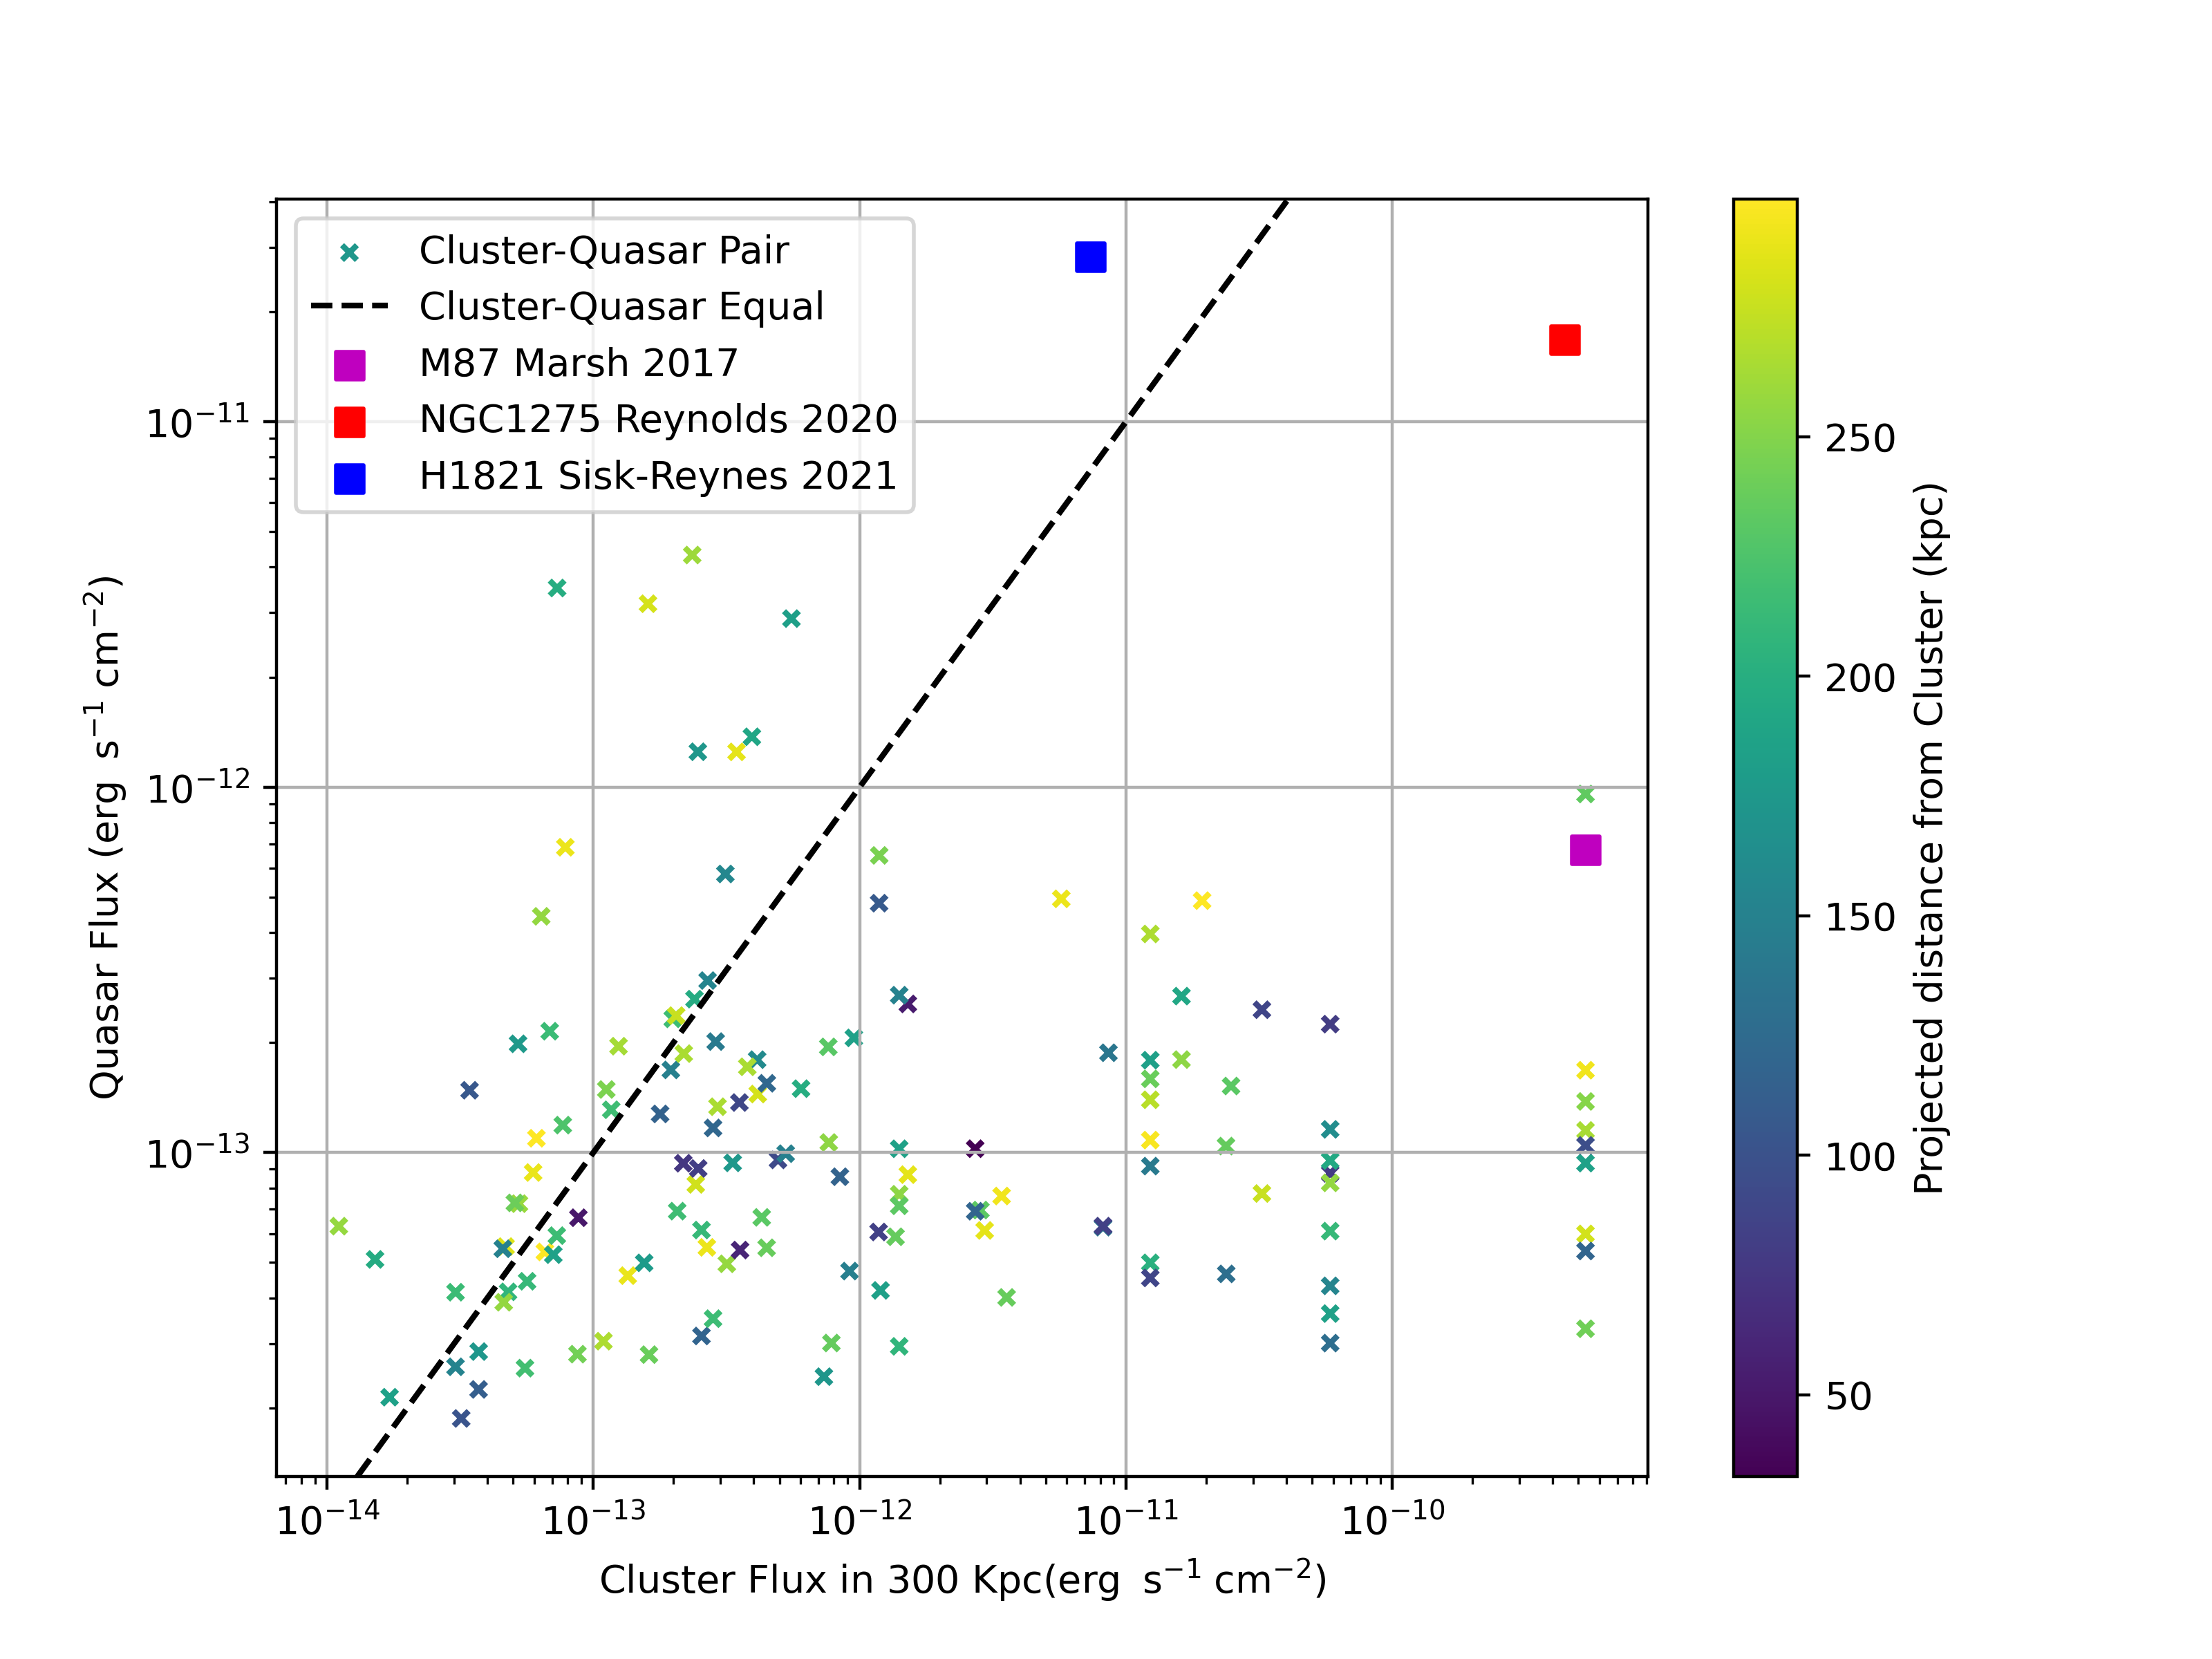 Cluster-Quasar Pair
Cluster-Quasar Equal
M87 Marsh 2017
NGC1275 Reynolds 2020
H1821 Sisk-Reynes 2021
Quasar Flux (erg s⁻¹ cm⁻²)
10⁻¹¹
10⁻¹²
10⁻¹³
10⁻¹⁴
10⁻¹³
10⁻¹²
10⁻¹¹
10⁻¹⁰
Cluster Flux in 300 Kpc(erg s⁻¹ cm⁻²)
250
200
150
100
50
Projected distance from Cluster (kpc)